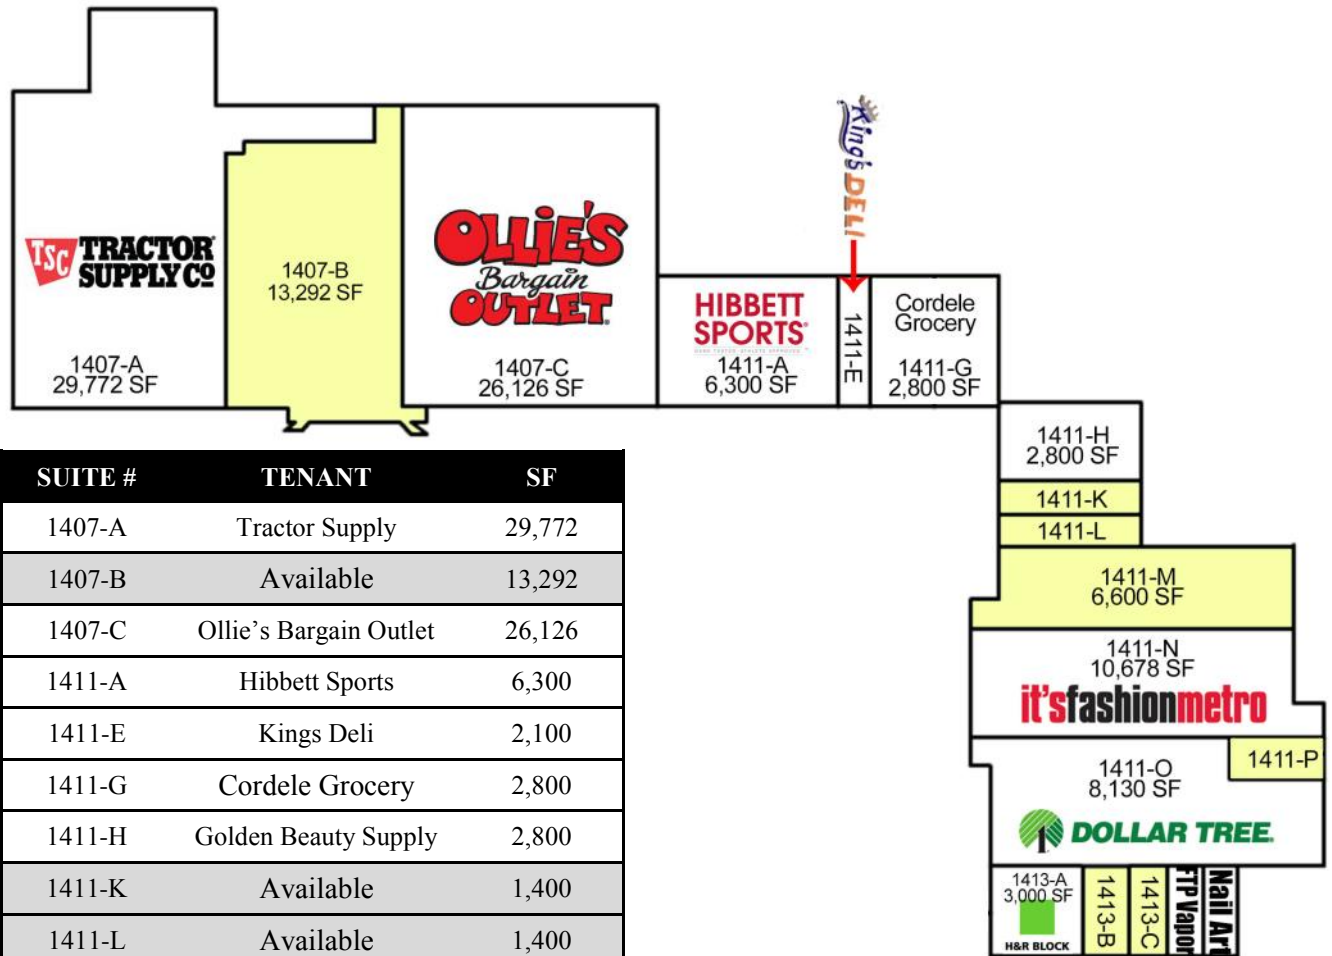 King's DELI
TSC TRACTOR
SUPPLY CO
1407-A
29,772 SF
1407-B
13,292 SF
OLLIE'S
Bargain
OUTLET
1407-C
26,126 SF
HIBBETT
SPORTS
1411-A
6,300 SF
1411-E
Cordele
Grocery
1411-G
2,800 SF
1411-H
2,800 SF
1411-K
1411-L
1411-M
6,600 SF
1411-N
10,678 SF
it'sfashionmetro
1411-P
1411-O
8,130 SF
DOLLAR TREE
1413-A
3,000 SF
H&R BLOCK
1413-B
1413-C
FTP Vapor
Nail Art
SUITE # TENANT SF
1407-A Tractor Supply 29,772
1407-B Available 13,292
1407-C Ollie’s Bargain Outlet 26,126
1411-A Hibbett Sports 6,300
1411-E Kings Deli 2,100
1411-G Cordele Grocery 2,800
1411-H Golden Beauty Supply 2,800
1411-K Available 1,400
1411-L Available 1,400